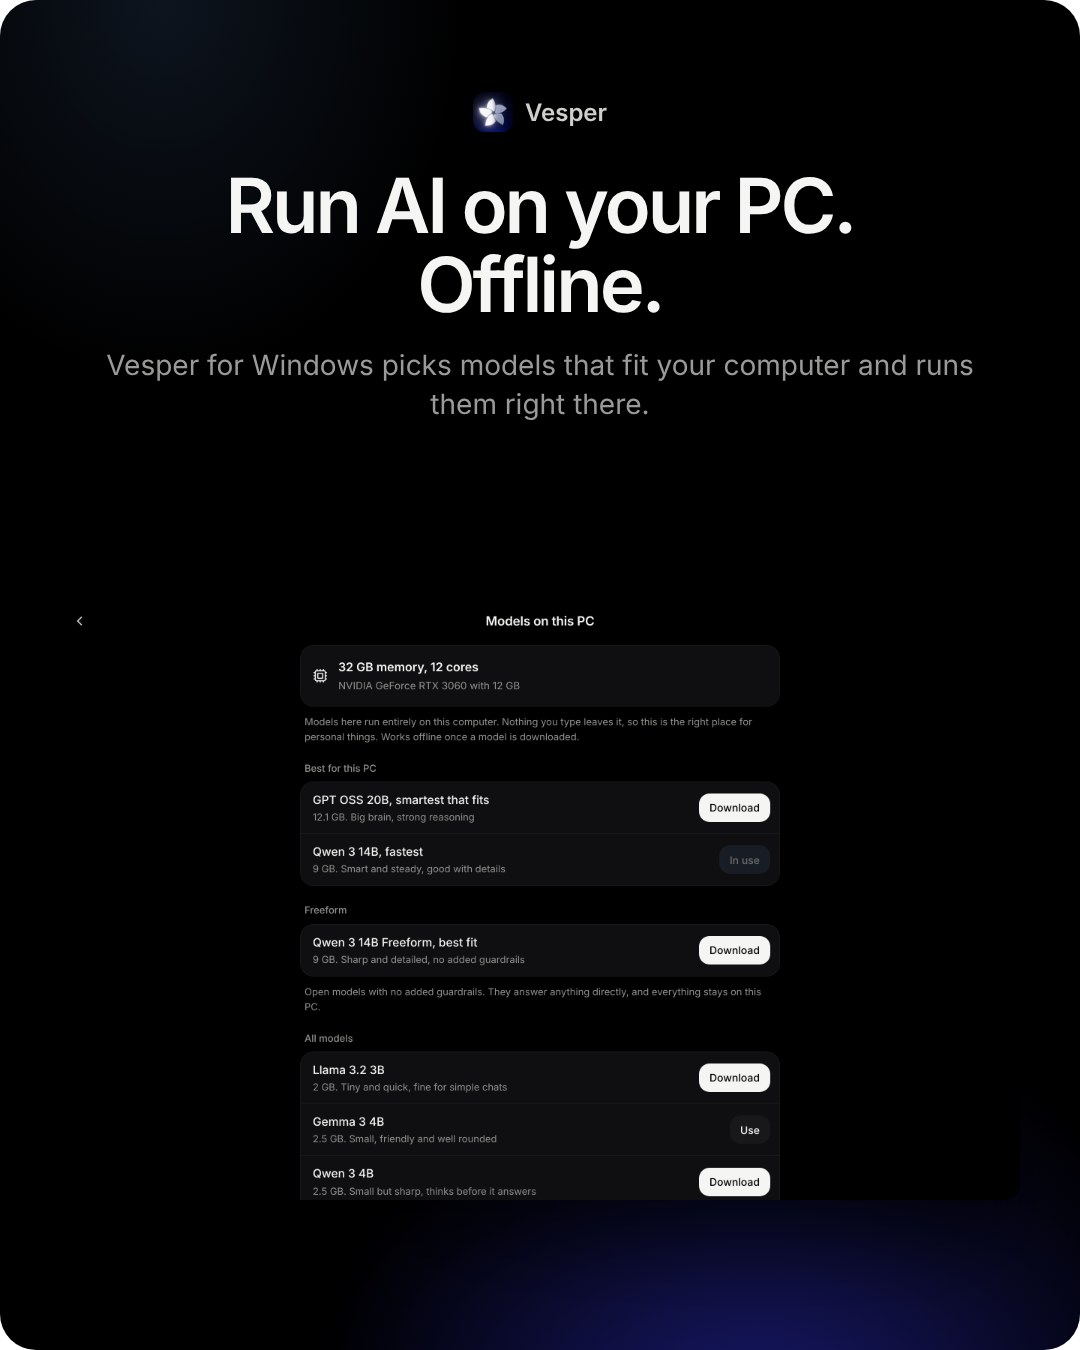 Vesper
Run AI on your PC.
Offline.
Vesper for Windows picks models that fit your computer and runs
them right there.
Models on this PC
32 GB memory, 12 cores
NVIDIA GeForce RTX 3060 with 12 GB
Models here run entirely on this computer. Nothing you type leaves it, so this is the right place for
personal things. Works offline once a model is downloaded.
Best for this PC
GPT OSS 20B, smartest that fits
12.1 GB. Big brain, strong reasoning
Download
Qwen 3 14B, fastest
9 GB. Smart and steady, good with details
In use
Freeform
Qwen 3 14B Freeform, best fit
9 GB. Sharp and detailed, no added guardrails
Download
Open models with no added guardrails. They answer anything directly, and everything stays on this
PC.
All models
Llama 3.2 3B
2 GB. Tiny and quick, fine for simple chats
Download
Gemma 3 4B
2.5 GB. Small, friendly and well rounded
Use
Qwen 3 4B
2.5 GB. Small but sharp, thinks before it answers
Download